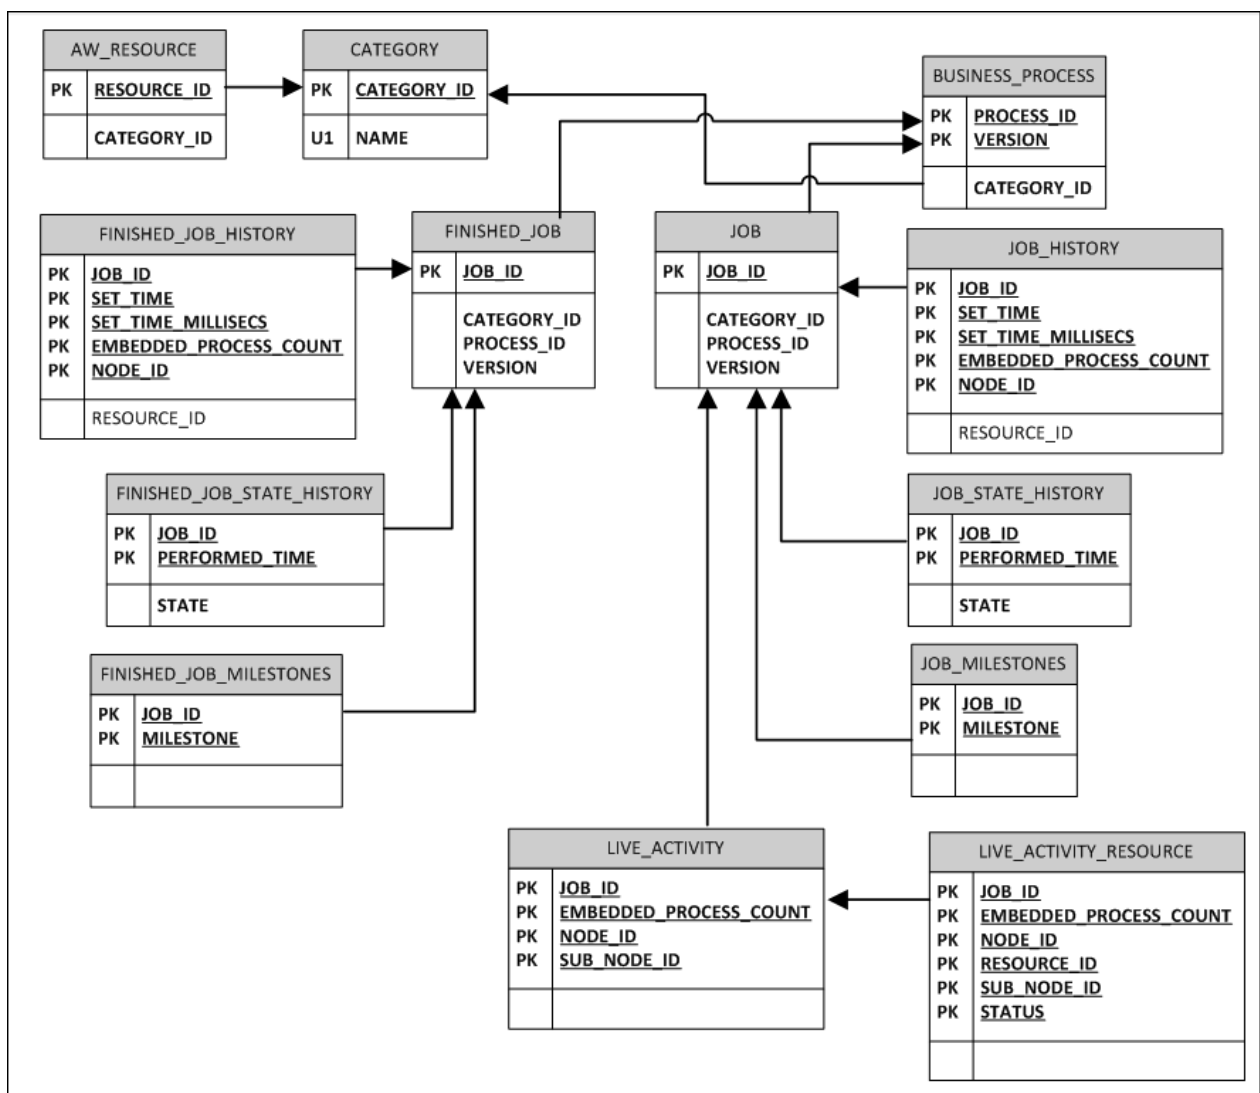 AW_RESOURCE
PK RESOURCE_ID
CATEGORY_ID
CATEGORY
PK CATEGORY_ID
U1 NAME
BUSINESS_PROCESS
PK PROCESS_ID
PK VERSION
CATEGORY_ID
FINISHED_JOB_HISTORY
PK JOB_ID
PK SET_TIME
PK SET_TIME_MILLISECS
PK EMBEDDED_PROCESS_COUNT
PK NODE_ID
RESOURCE_ID
FINISHED_JOB
PK JOB_ID
CATEGORY_ID
PROCESS_ID
VERSION
JOB
PK JOB_ID
CATEGORY_ID
PROCESS_ID
VERSION
JOB_HISTORY
PK JOB_ID
PK SET_TIME
PK SET_TIME_MILLISECS
PK EMBEDDED_PROCESS_COUNT
PK NODE_ID
RESOURCE_ID
FINISHED_JOB_STATE_HISTORY
PK JOB_ID
PK PERFORMED_TIME
STATE
JOB_STATE_HISTORY
PK JOB_ID
PK PERFORMED_TIME
STATE
FINISHED_JOB_MILESTONES
PK JOB_ID
PK MILESTONE
JOB_MILESTONES
PK JOB_ID
PK MILESTONE
LIVE_ACTIVITY
PK JOB_ID
PK EMBEDDED_PROCESS_COUNT
PK NODE_ID
PK SUB_NODE_ID
LIVE_ACTIVITY_RESOURCE
PK JOB_ID
PK EMBEDDED_PROCESS_COUNT
PK NODE_ID
PK RESOURCE_ID
PK SUB_NODE_ID
PK STATUS